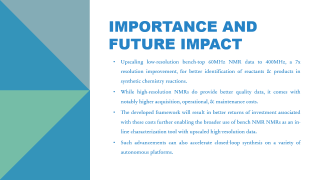 IMPORTANCE AND
FUTURE IMPACT
• Upscaling low-resolution bench-top 60MHz NMR data to 400MHz, a 7x
resolution improvement, for better identification of reactants & products in
synthetic chemistry reactions.
• While high-resolution NMRs do provide better quality data, it comes with
notably higher acquisition, operational, & maintenance costs.
• The developed framework will result in better returns of investment associated
with these costs further enabling the broader use of bench NMR NMRs as an in-
line characterization tool with upscaled high-resolution data.
• Such advancements can also accelerate closed-loop synthesis on a variety of
autonomous platforms.